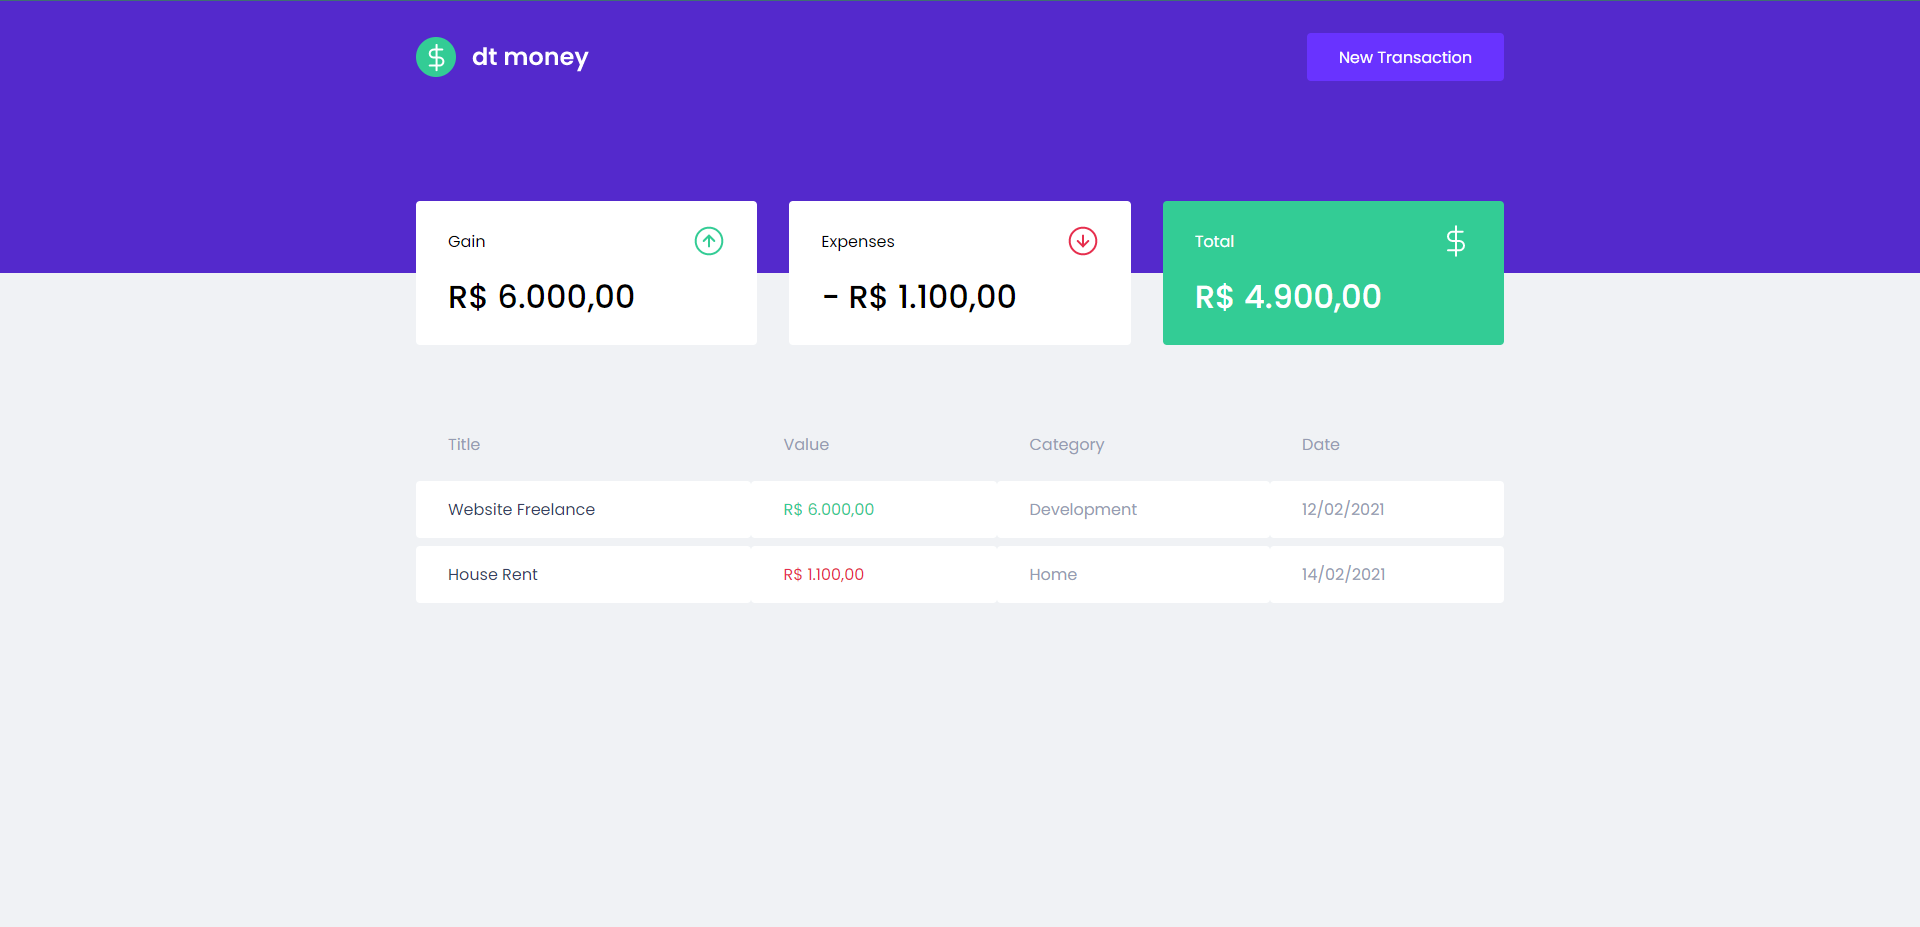 dt money
New Transaction
Gain
Expenses
Total
R$ 6.000,00
- R$ 1.100,00
R$ 4.900,00
Title Value Category Date
Website Freelance R$ 6.000,00 Development 12/02/2021
House Rent R$ 1.100,00 Home 14/02/2021